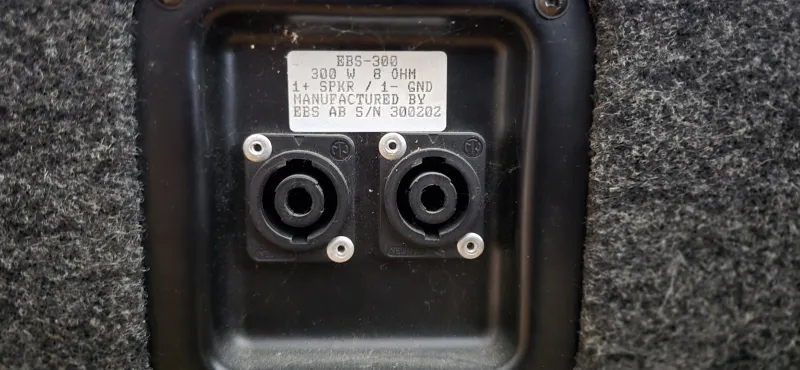 EBS-300
300 W 8 OHM
1+ SPKR / 1- GND
MANUFACTURED BY
EBS AB S/N 300202